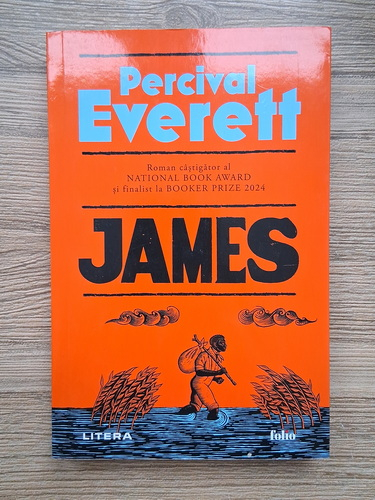 Percival
Everett
Roman câștigător al
NATIONAL BOOK AWARD
și finalist la BOOKER PRIZE 2024
JAMES
LITERA
folio